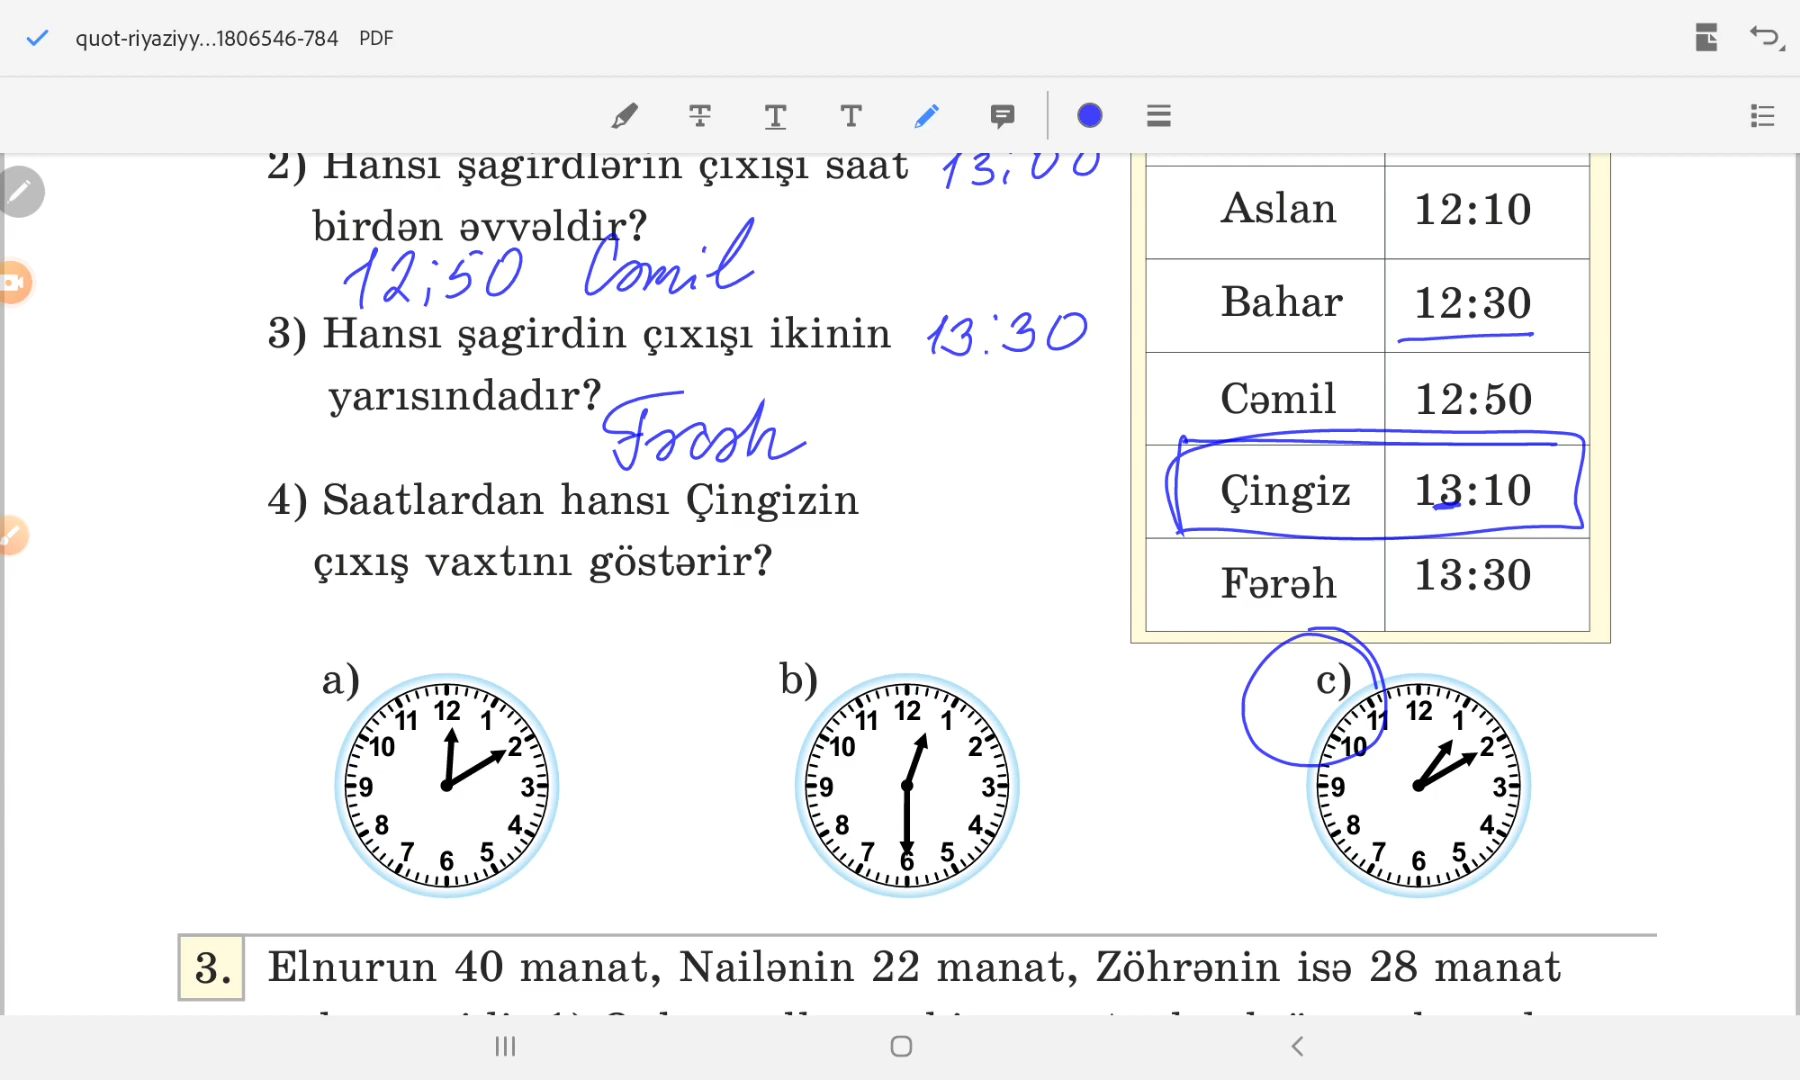 quot-riyaziyy...1806546-784 PDF
2) Hansı şagirdlərin çıxışı saat 13:00
birdən əvvəldir?
12;50 Cəmil
3) Hansı şagirdin çıxışı ikinin 13:30
yarısındadır?
Fərəh
4) Saatlardan hansı Çingizin
çıxış vaxtını göstərir?
Aslan 12:10
Bahar 12:30
Cəmil 12:50
Çingiz 13:10
Fərəh 13:30
a)
12 1 2 3 4 5 6 7 8 9 10 11
b)
12 1 2 3 4 5 6 7 8 9 10 11
c)
12 1 2 3 4 5 6 7 8 9 10 11
3. Elnurun 40 manat, Nailənin 22 manat, Zöhrənin isə 28 manat